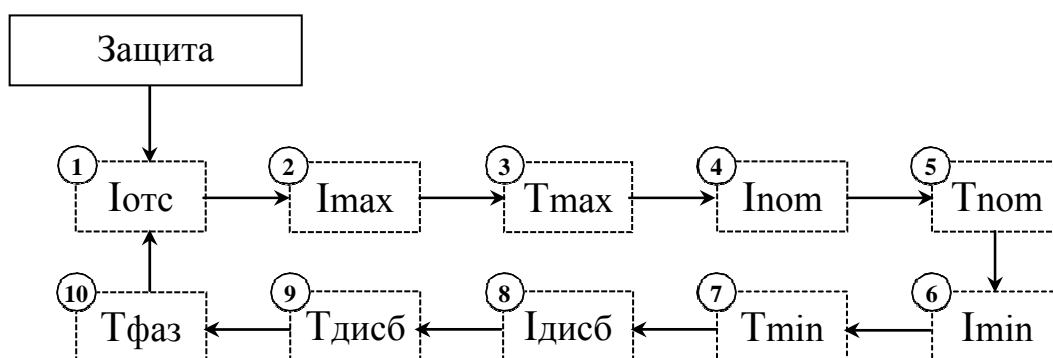 Защита
1
Iотс
2
Imax
3
Tmax
4
Inom
5
Tnom
10
Tфаз
9
Tдисб
8
Iдисб
7
Tmin
6
Imin